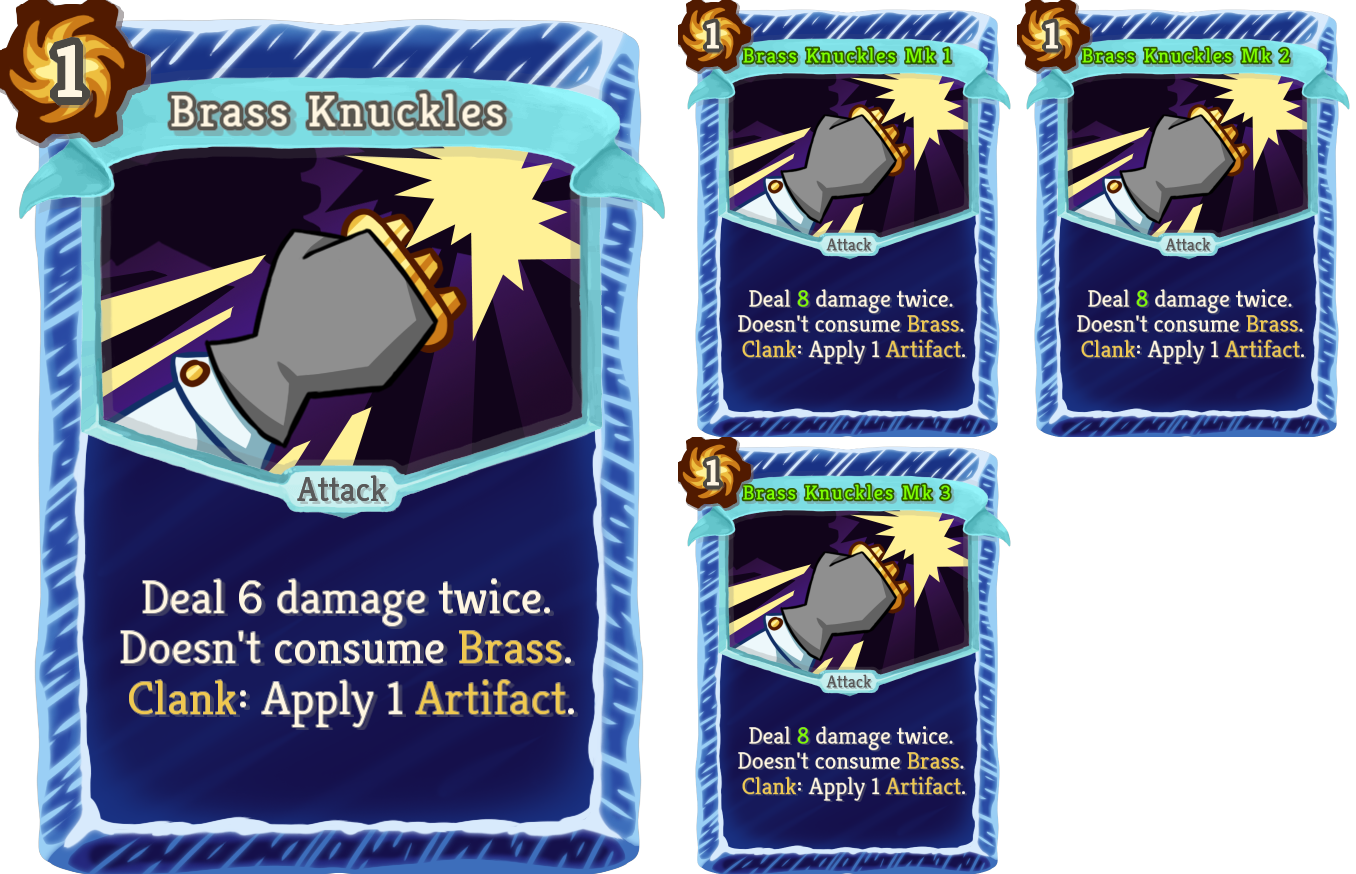 1
Brass Knuckles
Attack
Deal 6 damage twice.
Doesn't consume Brass.
Clank: Apply 1 Artifact.
1
Brass Knuckles Mk 1
Attack
Deal 8 damage twice.
Doesn't consume Brass.
Clank: Apply 1 Artifact.
1
Brass Knuckles Mk 2
Attack
Deal 8 damage twice.
Doesn't consume Brass.
Clank: Apply 1 Artifact.
1
Brass Knuckles Mk 3
Attack
Deal 8 damage twice.
Doesn't consume Brass.
Clank: Apply 1 Artifact.